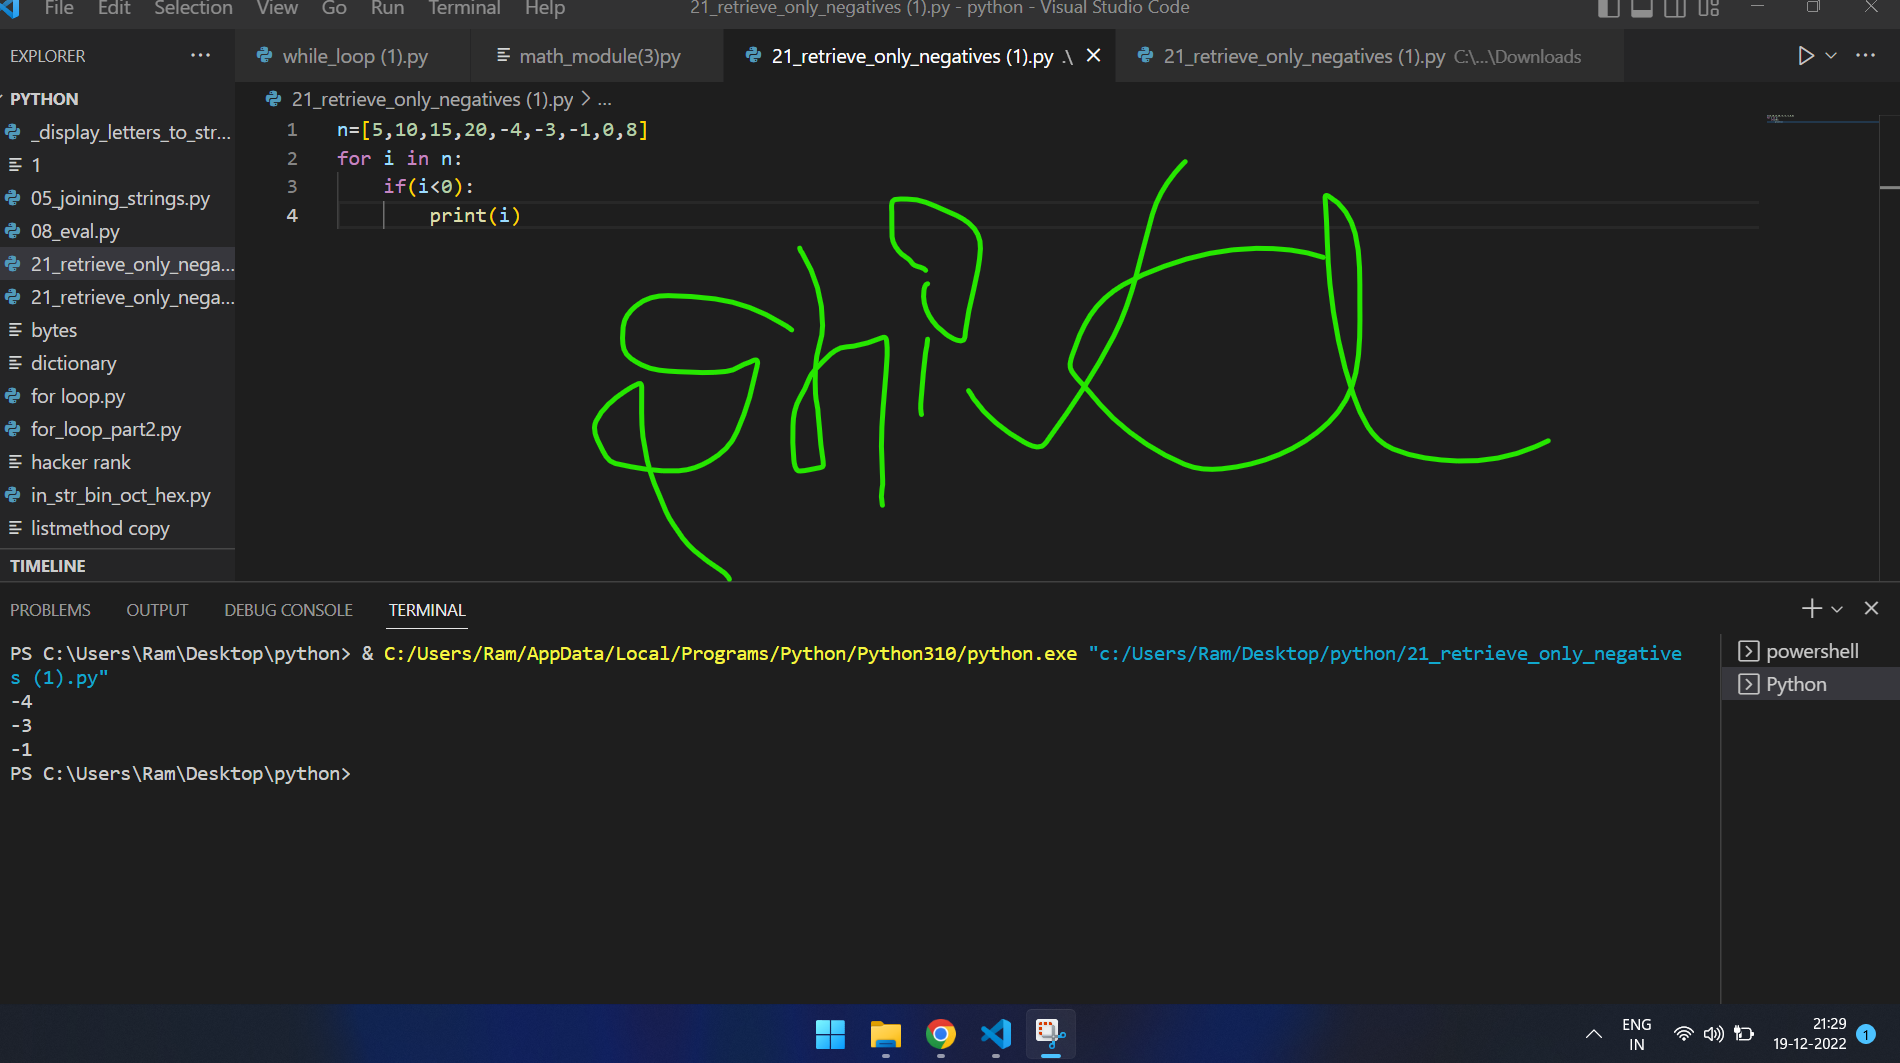 File Edit Selection View Go Run Terminal Help
21_retrieve_only_negatives (1).py - python - Visual Studio Code
EXPLORER ...
while_loop (1).py
math_module(3)py
21_retrieve_only_negatives (1).py .\
21_retrieve_only_negatives (1).py C:\...\Downloads
PYTHON
_display_letters_to_str...
1
05_joining_strings.py
08_eval.py
21_retrieve_only_nega...
21_retrieve_only_nega...
bytes
dictionary
for loop.py
for_loop_part2.py
hacker rank
in_str_bin_oct_hex.py
listmethod copy
TIMELINE
21_retrieve_only_negatives (1).py > ...
1 n=[5,10,15,20,-4,-3,-1,0,8]
2 for i in n:
3 if(i<0):
4 print(i)
shiva
PROBLEMS OUTPUT DEBUG CONSOLE TERMINAL
PS C:\Users\Ram\Desktop\python> & C:/Users/Ram/AppData/Local/Programs/Python/Python310/python.exe "c:/Users/Ram/Desktop/python/21_retrieve_only_negative
s (1).py"
-4
-3
-1
PS C:\Users\Ram\Desktop\python>
powershell
Python
ENG
IN
21:29
19-12-2022
1